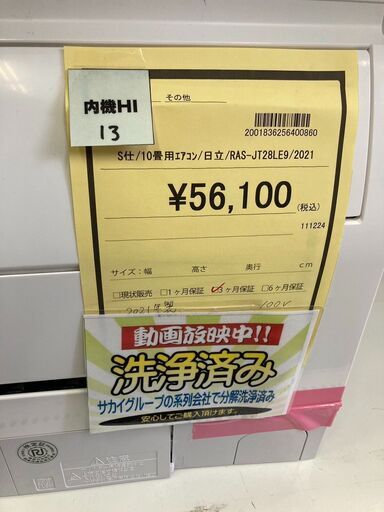 内機HI
13
その他
2001836256400860
S仕/10畳用ｴｱｺﾝ/日立/RAS-JT28LE9/2021
¥56,100
(税込)
111224
サイズ：幅 高さ 奥行 cm
□現状販売 □1ヶ月保証 □3ヶ月保証 □6ヶ月保証
2021年製 100V
動画放映中!!
洗浄済み
サカイグループの系列会社で分解洗浄済み
安心してご購入頂けます。